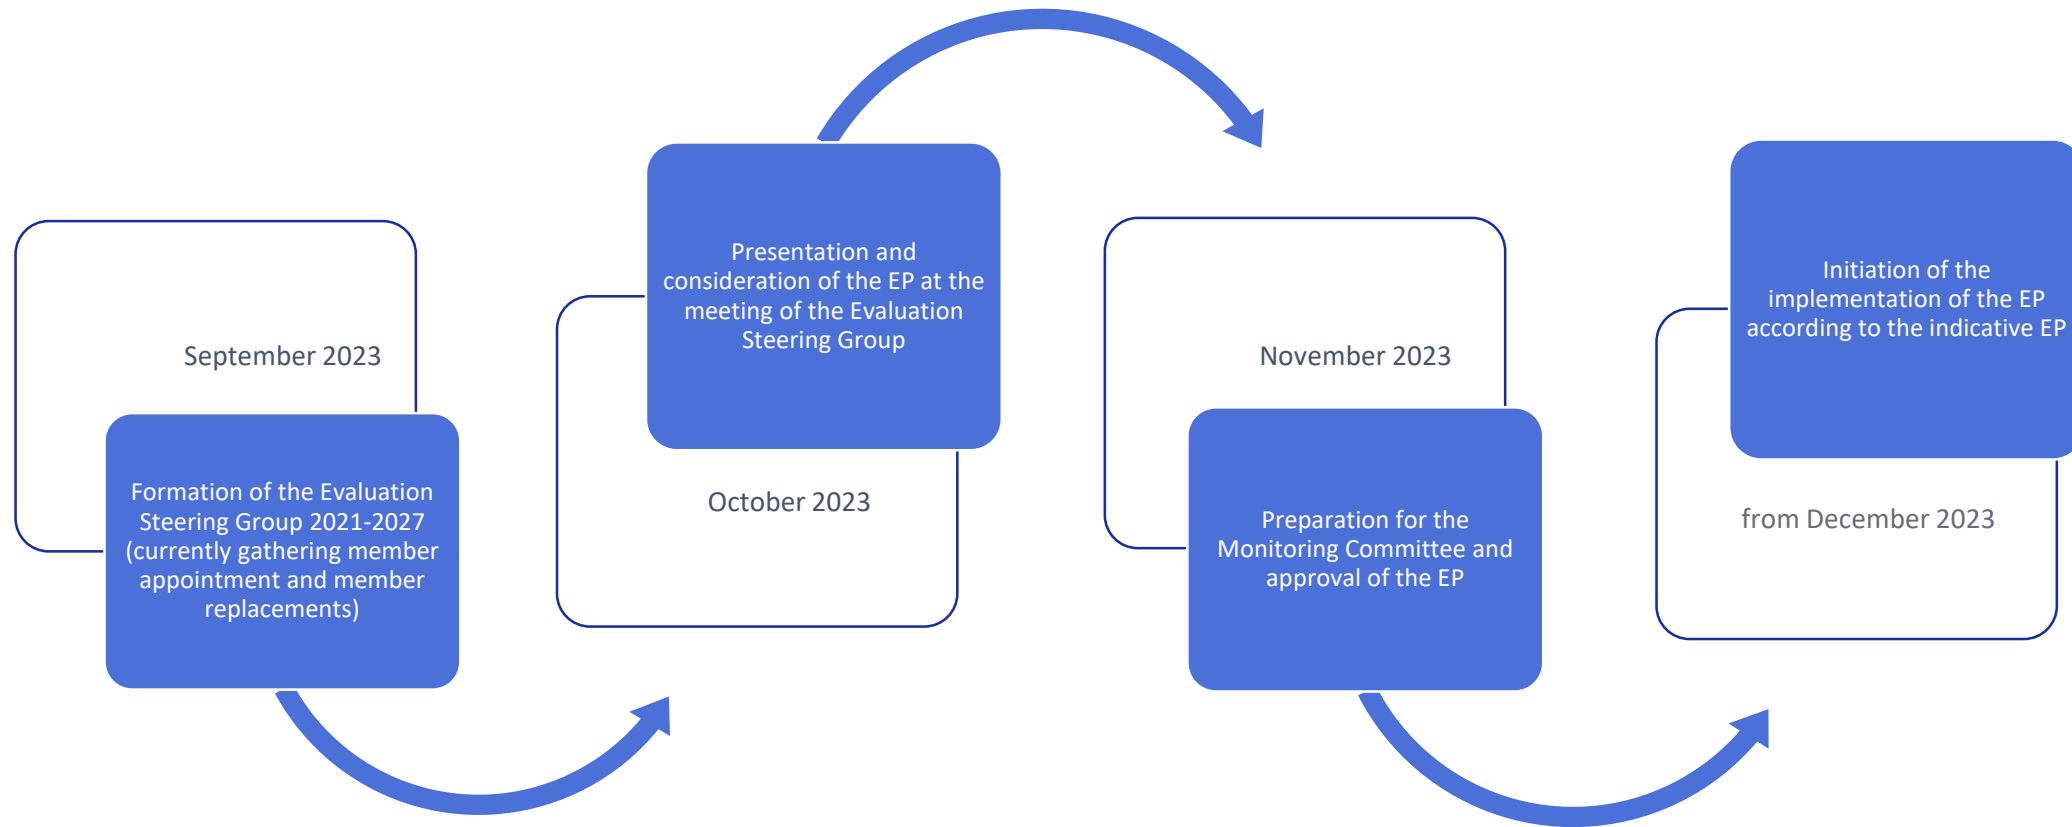 September 2023
Formation of the Evaluation
Steering Group 2021-2027
(currently gathering member
appointment and member
replacements)
Presentation and
consideration of the EP at the
meeting of the Evaluation
Steering Group
October 2023
November 2023
Preparation for the
Monitoring Committee and
approval of the EP
Initiation of the
implementation of the EP
according to the indicative EP
from December 2023